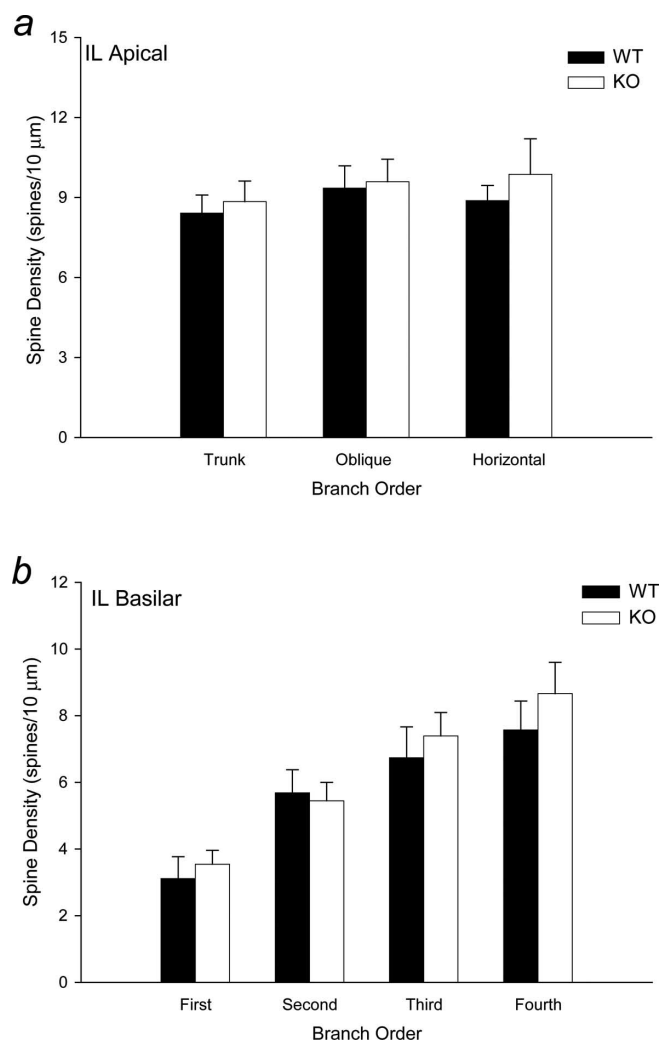 a
IL Apical
WT
KO
15
12
9
6
3
0
Spine Density (spines/10 μm)
Trunk Oblique Horizontal
Branch Order
b
IL Basilar
WT
KO
12
10
8
6
4
2
0
Spine Density (spines/10 μm)
First Second Third Fourth
Branch Order